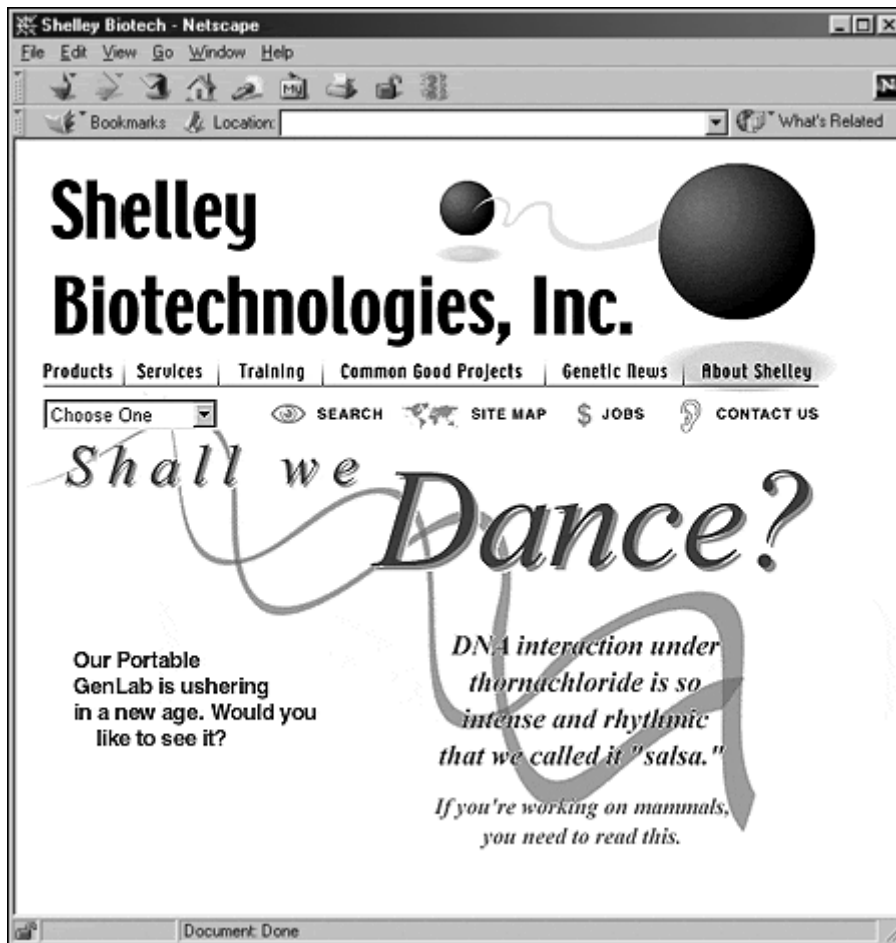 Shelley Biotech - Netscape
File Edit View Go Window Help
My
N
Bookmarks Location: What's Related
Shelley
Biotechnologies, Inc.
Products Services Training Common Good Projects Genetic News About Shelley
Choose One SEARCH SITE MAP $ JOBS CONTACT US
Shall we
Dance?
Our Portable
GenLab is ushering
in a new age. Would you
like to see it?
DNA interaction under
thornachloride is so
intense and rhythmic
that we called it "salsa."
If you're working on mammals,
you need to read this.
Document: Done